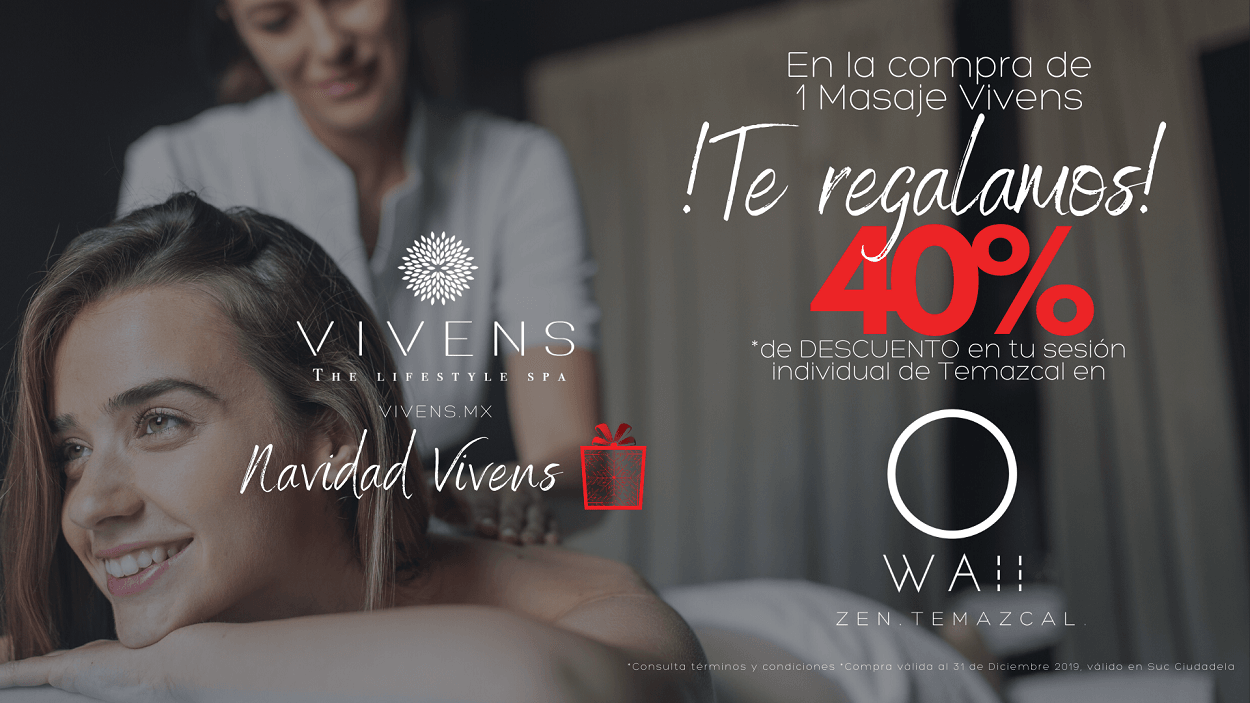 VIVENS
THE LIFESTYLE SPA
VIVENS.MX
Navidad Vivens
En la compra de
1 Masaje Vivens
!Te regalamos!
40%
*de DESCUENTO en tu sesión
individual de Temazcal en
WAII
ZEN.TEMAZCAL.
*Consulta términos y condiciones *Compra válida al 31 de Diciembre 2019, válido en Suc Ciudadela